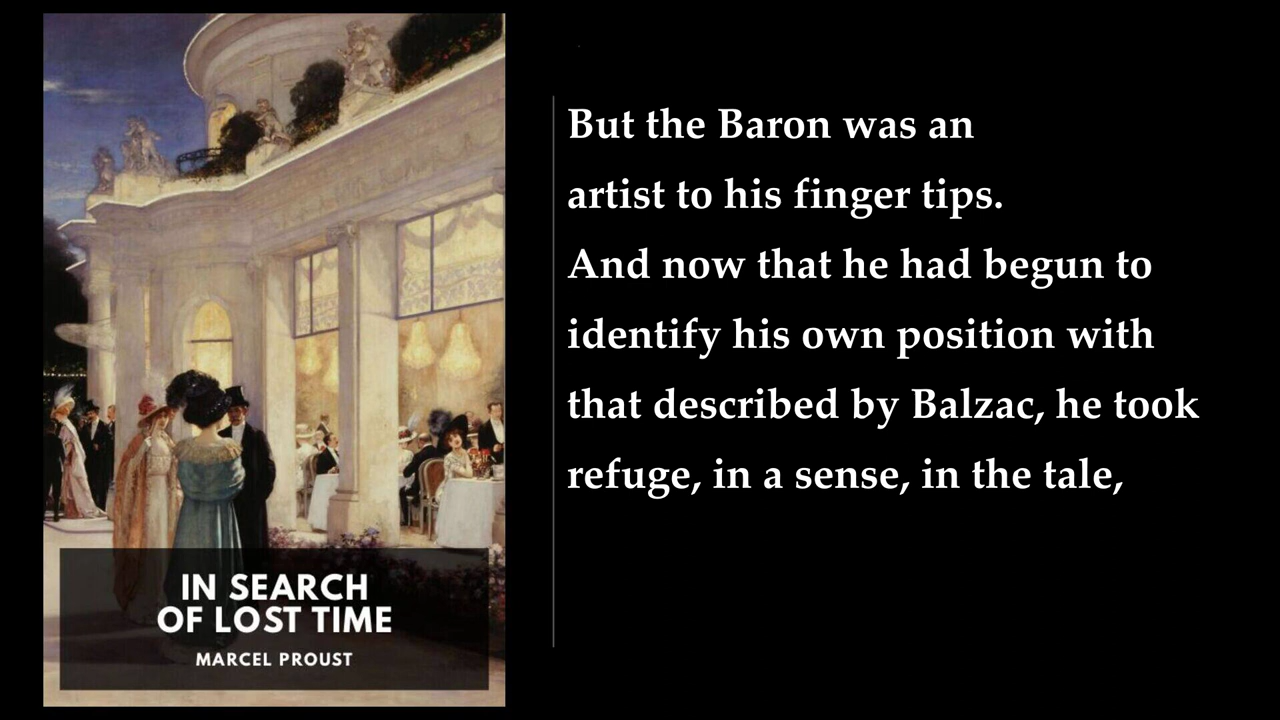 But the Baron was an
artist to his finger tips.
And now that he had begun to
identify his own position with
that described by Balzac, he took
refuge, in a sense, in the tale,
IN SEARCH
OF LOST TIME
MARCEL PROUST